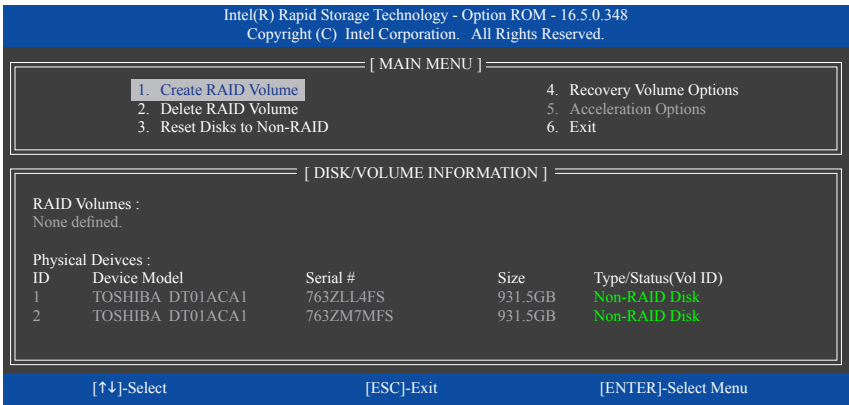 Intel(R) Rapid Storage Technology - Option ROM - 16.5.0.348
Copyright (C) Intel Corporation. All Rights Reserved.
[ MAIN MENU ]
1. Create RAID Volume
2. Delete RAID Volume
3. Reset Disks to Non-RAID
4. Recovery Volume Options
5. Acceleration Options
6. Exit
[ DISK/VOLUME INFORMATION ]
RAID Volumes :
None defined.
Physical Deivces :
ID Device Model Serial # Size Type/Status(Vol ID)
1 TOSHIBA DT01ACA1 763ZLL4FS 931.5GB Non-RAID Disk
2 TOSHIBA DT01ACA1 763ZM7MFS 931.5GB Non-RAID Disk
[↑↓]-Select [ESC]-Exit [ENTER]-Select Menu